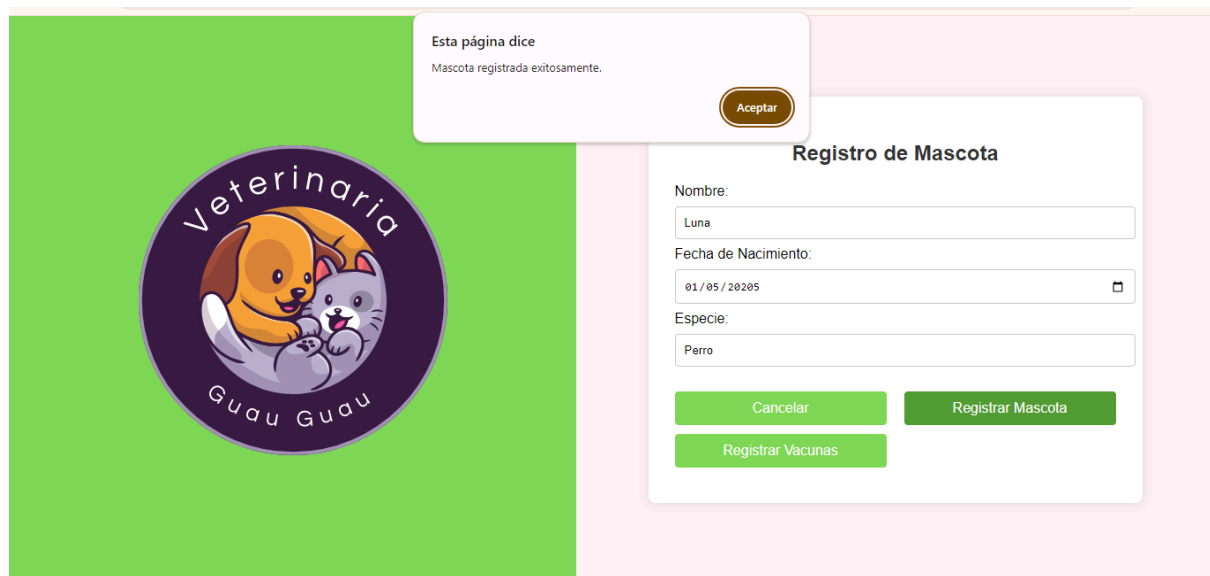 Esta página dice
Mascota registrada exitosamente.
Aceptar
Veterinaria
Guau Guau
Registro de Mascota
Nombre:
Luna
Fecha de Nacimiento:
01/05/20205
Especie:
Perro
Cancelar
Registrar Mascota
Registrar Vacunas